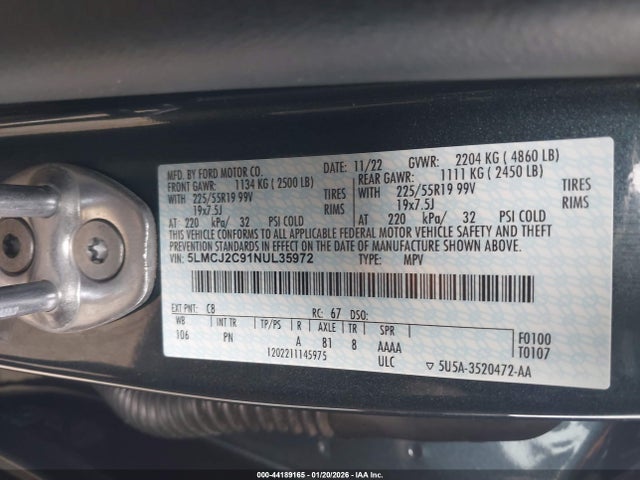 MFD. BY FORD MOTOR CO. DATE: 11/22 GVWR: 2204 KG ( 4860 LB)
FRONT GAWR: 1134 KG ( 2500 LB) REAR GAWR: 1111 KG ( 2450 LB)
WITH 225/55R19 99V TIRES WITH 225/55R19 99V TIRES
19x7.5J RIMS 19x7.5J RIMS
AT 220 kPa/ 32 PSI COLD AT 220 kPa/ 32 PSI COLD
THIS VEHICLE CONFORMS TO ALL APPLICABLE FEDERAL MOTOR VEHICLE SAFETY AND THEFT
PREVENTION STANDARDS IN EFFECT ON THE DATE OF MANUFACTURE SHOWN ABOVE.
VIN: 5LMCJ2C91NUL35972 TYPE: MPV
EXT PNT: C8 RC: 67 DSO:
WB INT TR TP/PS R AXLE TR SPR F0100
106 PN A 81 8 AAAA T0107
1202211145975 ULC ▽ 5U5A-3520472-AA
000-44189165 - 01/20/2026 - IAA Inc.